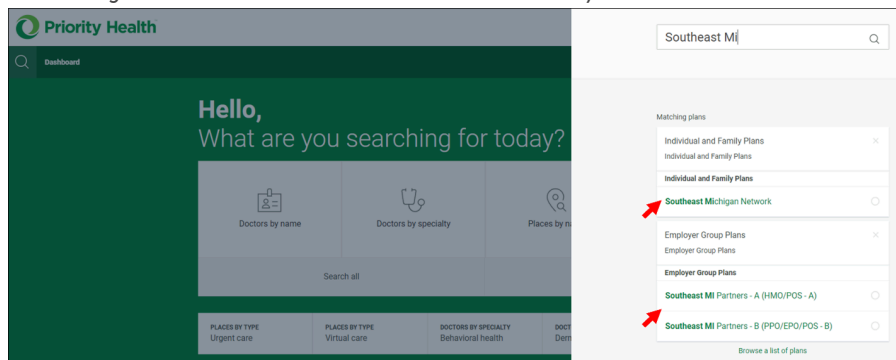 Priority Health
Dashboard
Hello,
What are you searching for today?
Doctors by name
Doctors by specialty
Places by
Search all
PLACES BY TYPE
Urgent care
PLACES BY TYPE
Virtual care
DOCTORS BY SPECIALTY
Behavioral health
Southeast Mi
Matching plans
Individual and Family Plans
Individual and Family Plans
Individual and Family Plans
Southeast Michigan Network
Employer Group Plans
Employer Group Plans
Employer Group Plans
Southeast MI Partners - A (HMO/POS - A)
Southeast MI Partners - B (PPO/EPO/POS - B)
Browse a list of plans